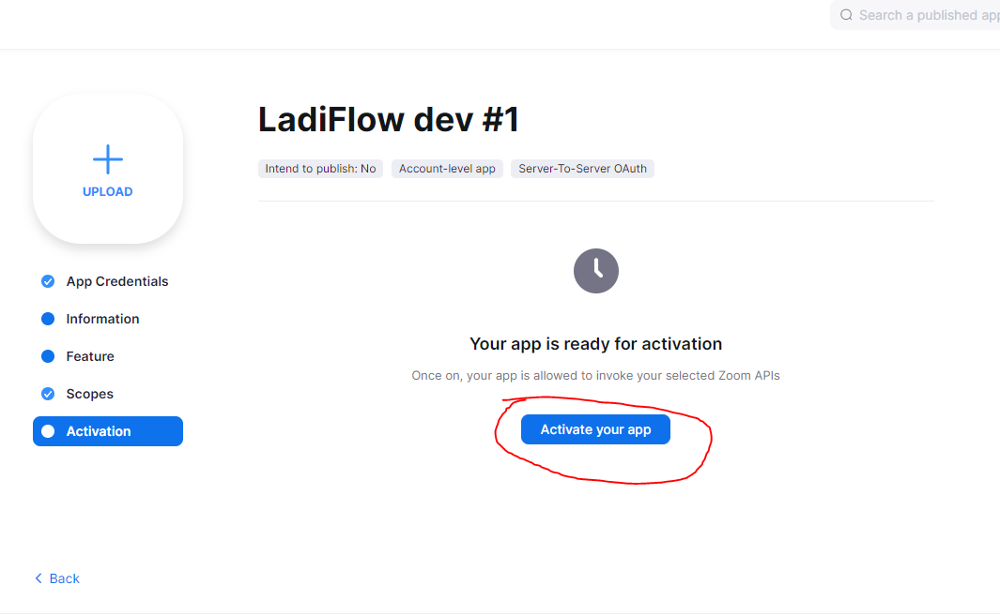 Search a published app
LadiFlow dev #1
Intend to publish: No
Account-level app
Server-To-Server OAuth
UPLOAD
App Credentials
Information
Feature
Scopes
Activation
Your app is ready for activation
Once on, your app is allowed to invoke your selected Zoom APIs
Activate your app
Back